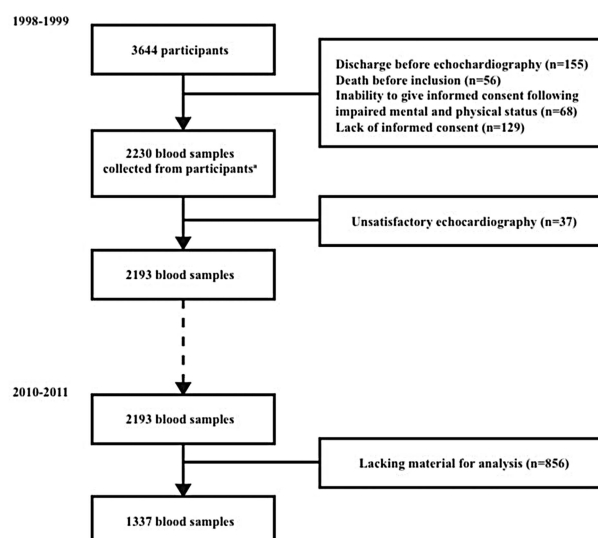 1998-1999
3644 participants
Discharge before echochardiography (n=155)
Death before inclusion (n=56)
Inability to give informed consent following
impaired mental and physical status (n=68)
Lack of informed consent (n=129)
2230 blood samples
collected from participantsª
Unsatisfactory echocardiography (n=37)
2193 blood samples
2010-2011
2193 blood samples
Lacking material for analysis (n=856)
1337 blood samples